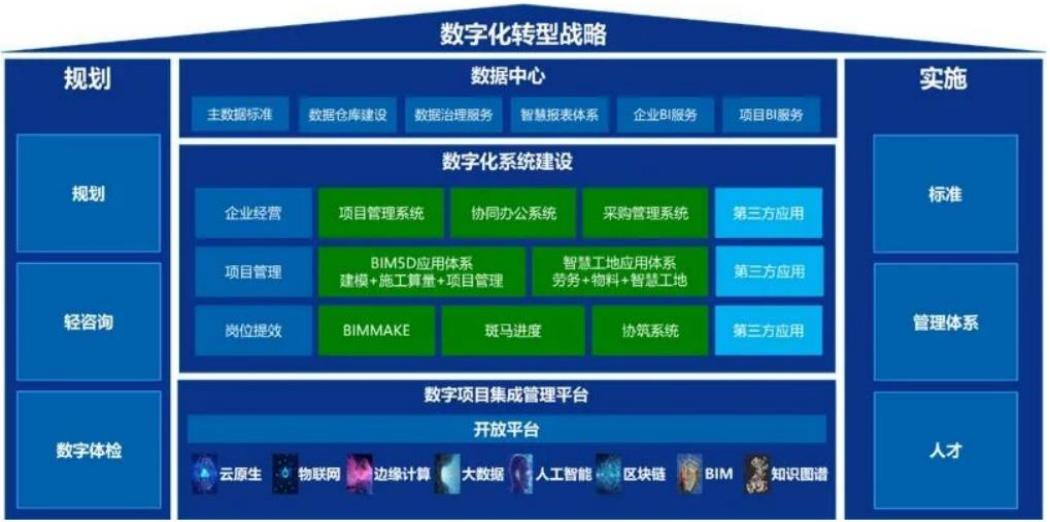 数字化转型战略
规划
规划
轻咨询
数字体检
数据中心
主数据标准
数据仓库建设
数据治理服务
智慧报表体系
企业BI服务
项目BI服务
数字化系统建设
企业经营
项目管理系统
协同办公系统
采购管理系统
第三方应用
项目管理
BIM5D应用体系
建模+施工算量+项目管理
智慧工地应用体系
劳务+物料+智慧工地
第三方应用
岗位提效
BIMMAKE
斑马进度
协筑系统
第三方应用
数字项目集成管理平台
开放平台
云原生
物联网
边缘计算
大数据
人工智能
区块链
BIM
知识图谱
实施
标准
管理体系
人才